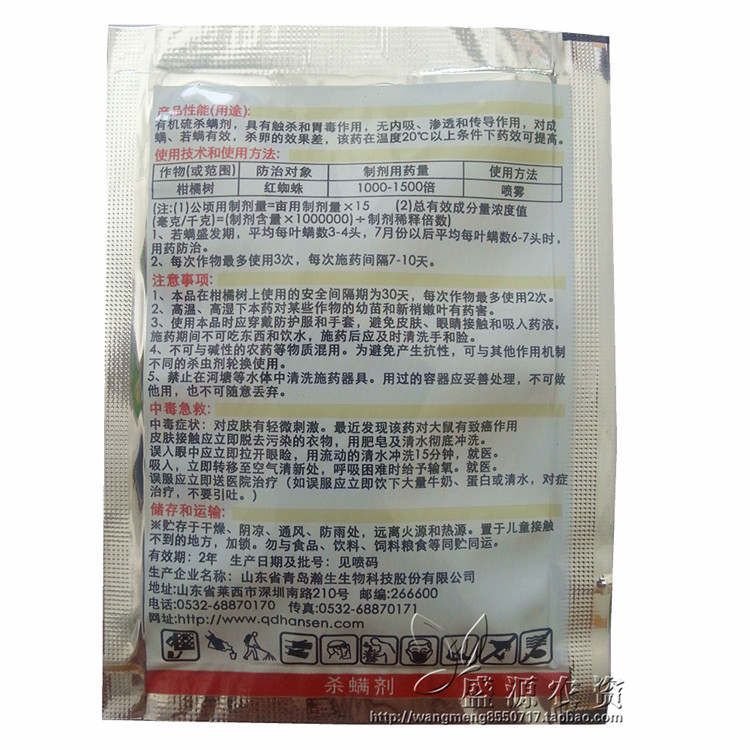 产品性能(用途):
有机硫杀螨剂，具有触杀和胃毒作用，无内吸、渗透和传导作用，对成
螨、若螨有效，杀卵的效果差，该药在温度20℃以上条件下药效可提高。
使用技术和使用方法:
作物(或范围) 防治对象 制剂用药量 使用方法
柑橘树 红蜘蛛 1000-1500倍 喷雾
(注:(1)公顷用制剂量=亩用制剂量×15 (2)总有效成分量浓度值
(毫克/千克)=(制剂含量×1000000)÷制剂稀释倍数)
1、若螨盛发期，平均每叶螨数3-4头，7月份以后平均每叶螨数6-7头时，
用药防治。
2、每次作物最多使用3次，每次施药间隔7-10天。
注意事项:
1、本品在柑橘树上使用的安全间隔期为30天，每次作物最多使用2次。
2、高温、高湿下本药对某些作物的幼苗和新梢嫩叶有药害。
3、使用本品时应穿戴防护服和手套，避免皮肤、眼睛接触和吸入药液。
施药期间不可吃东西和饮水，施药后应及时清洗手和脸。
4、不可与碱性的农药等物质混用。为避免产生抗性，可与其他作用机制
不同的杀虫剂轮换使用。
5、禁止在河塘等水体中清洗施药器具。用过的容器应妥善处理，不可做
他用，也不可随意丢弃。
中毒急救:
中毒症状：对皮肤有轻微刺激。最近发现该药对大鼠有致癌作用
皮肤接触应立即脱去污染的衣物，用肥皂及清水彻底冲洗。
误入眼中应立即拉开眼睑，用流动的清水冲洗15分钟，就医。
吸入，立即转移至空气清新处，呼吸困难时给予输氧。就医。
误服应立即送医院治疗（如误服应立即饮下大量牛奶、蛋白或清水，对症
治疗，不要引吐。）
储存和运输:
※贮存于干燥、阴凉、通风、防雨处，远离火源和热源。置于儿童接触
不到的地方，加锁。勿与食品、饮料、饲料粮食等同贮同运。
有效期: 2年 生产日期及批号: 见喷码
生产企业名称: 山东省青岛瀚生生物科技股份有限公司
地址:山东省莱西市深圳南路210号 邮编:266600
电话:0532-68870170 传真:0532-68870171
网址:http://www.qdhansen.com
杀螨剂
盛源农资
http://wangmeng8550717.taobao.com